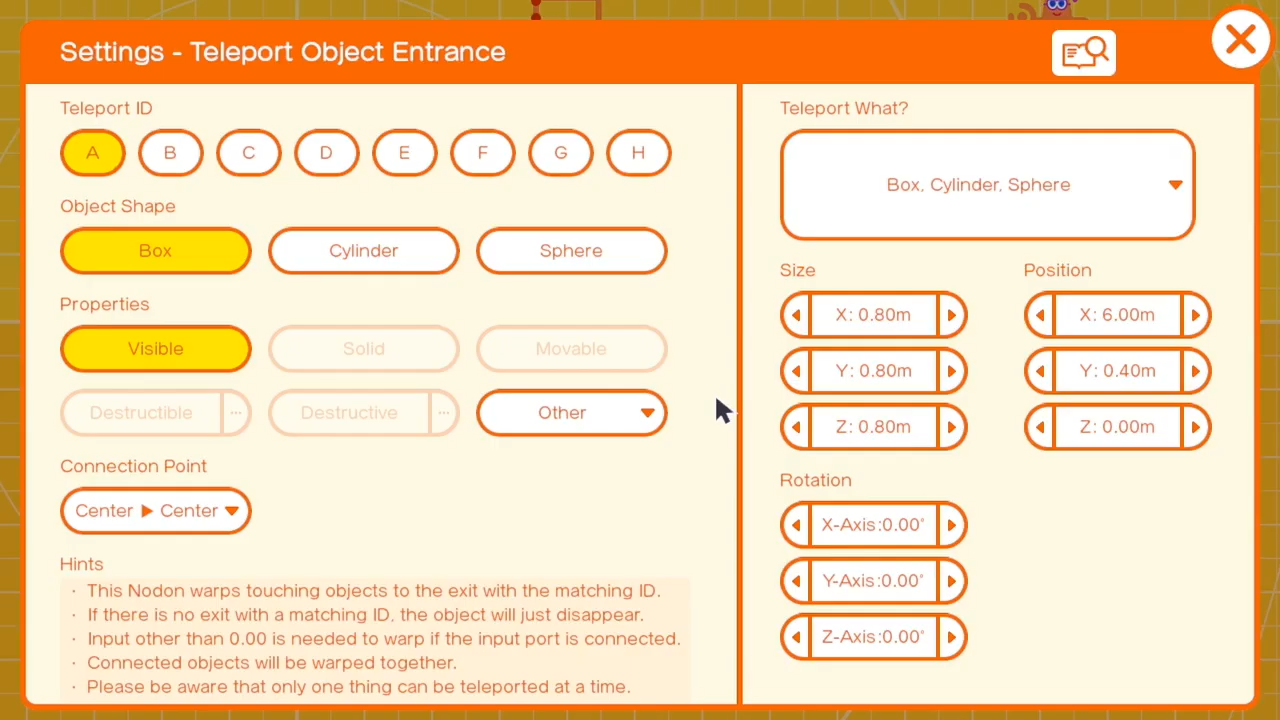 Settings - Teleport Object Entrance
Teleport ID
A B C D E F G H
Object Shape
Box Cylinder Sphere
Properties
Visible Solid Movable
Destructible ... Destructive ... Other
Connection Point
Center ▶ Center
Hints
· This Nodon warps touching objects to the exit with the matching ID.
· If there is no exit with a matching ID, the object will just disappear.
· Input other than 0.00 is needed to warp if the input port is connected.
· Connected objects will be warped together.
· Please be aware that only one thing can be teleported at a time.
Teleport What?
Box, Cylinder, Sphere
Size Position
X: 0.80m X: 6.00m
Y: 0.80m Y: 0.40m
Z: 0.80m Z: 0.00m
Rotation
X-Axis:0.00°
Y-Axis:0.00°
Z-Axis:0.00°